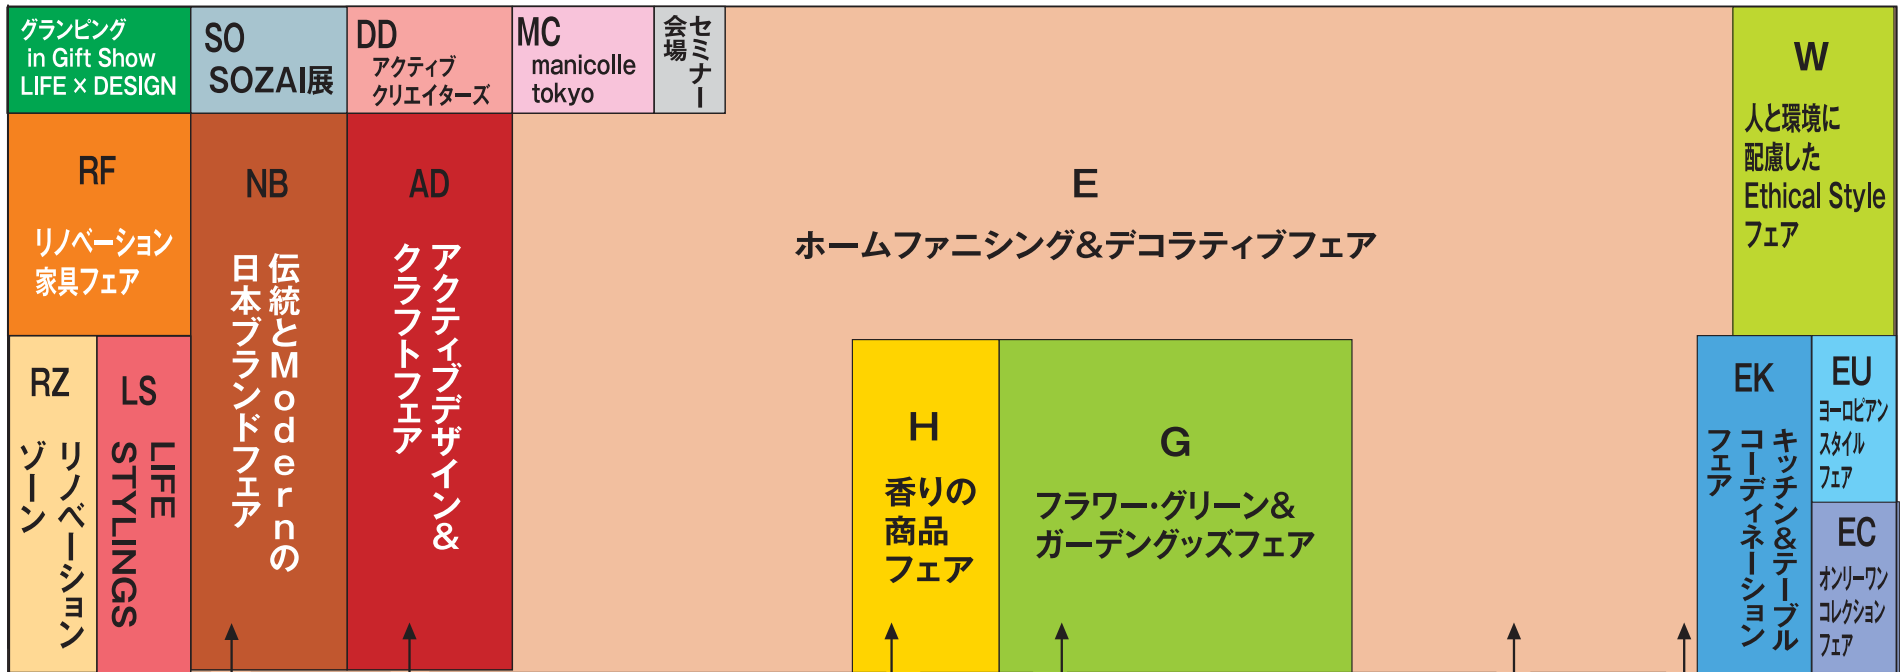 グランピング
in Gift Show
LIFE × DESIGN
SO
SOZAI展
DD
アクティブ
クリエイターズ
MC
manicolle
tokyo
セミナー
会場
W
人と環境に
配慮した
Ethical Style
フェア
RF
リノベーション
家具フェア
NB
伝統とModernの
日本ブランドフェア
AD
アクティブデザイン&
クラフトフェア
E
ホームファニシング&デコラティブフェア
RZ
リノベーション
ゾーン
LS
LIFE
STYLINGS
H
香りの
商品
フェア
G
フラワー・グリーン&
ガーデングッズフェア
EK
キッチン&テーブル
コーディネーション
フェア
EU
ヨーロピアン
スタイル
フェア
EC
オンリーワン
コレクション
フェア